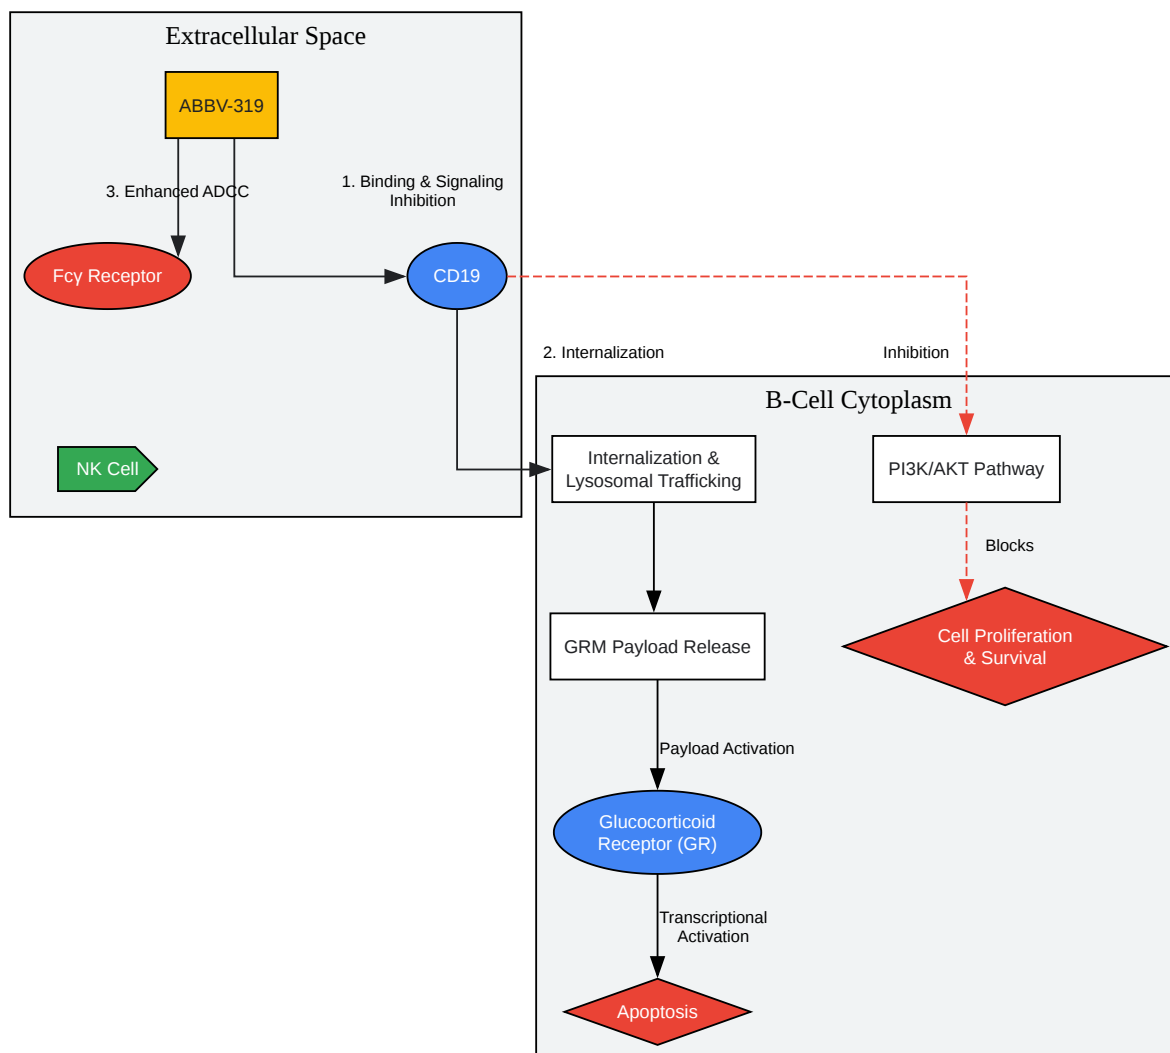 Extracellular Space
ABBV-319
3. Enhanced ADCC
1. Binding & Signaling
Inhibition
Fcγ Receptor
CD19
2. Internalization
Inhibition
B-Cell Cytoplasm
NK Cell
Internalization &
Lysosomal Trafficking
PI3K/AKT Pathway
Blocks
GRM Payload Release
Cell Proliferation
& Survival
Payload Activation
Glucocorticoid
Receptor (GR)
Transcriptional
Activation
Apoptosis